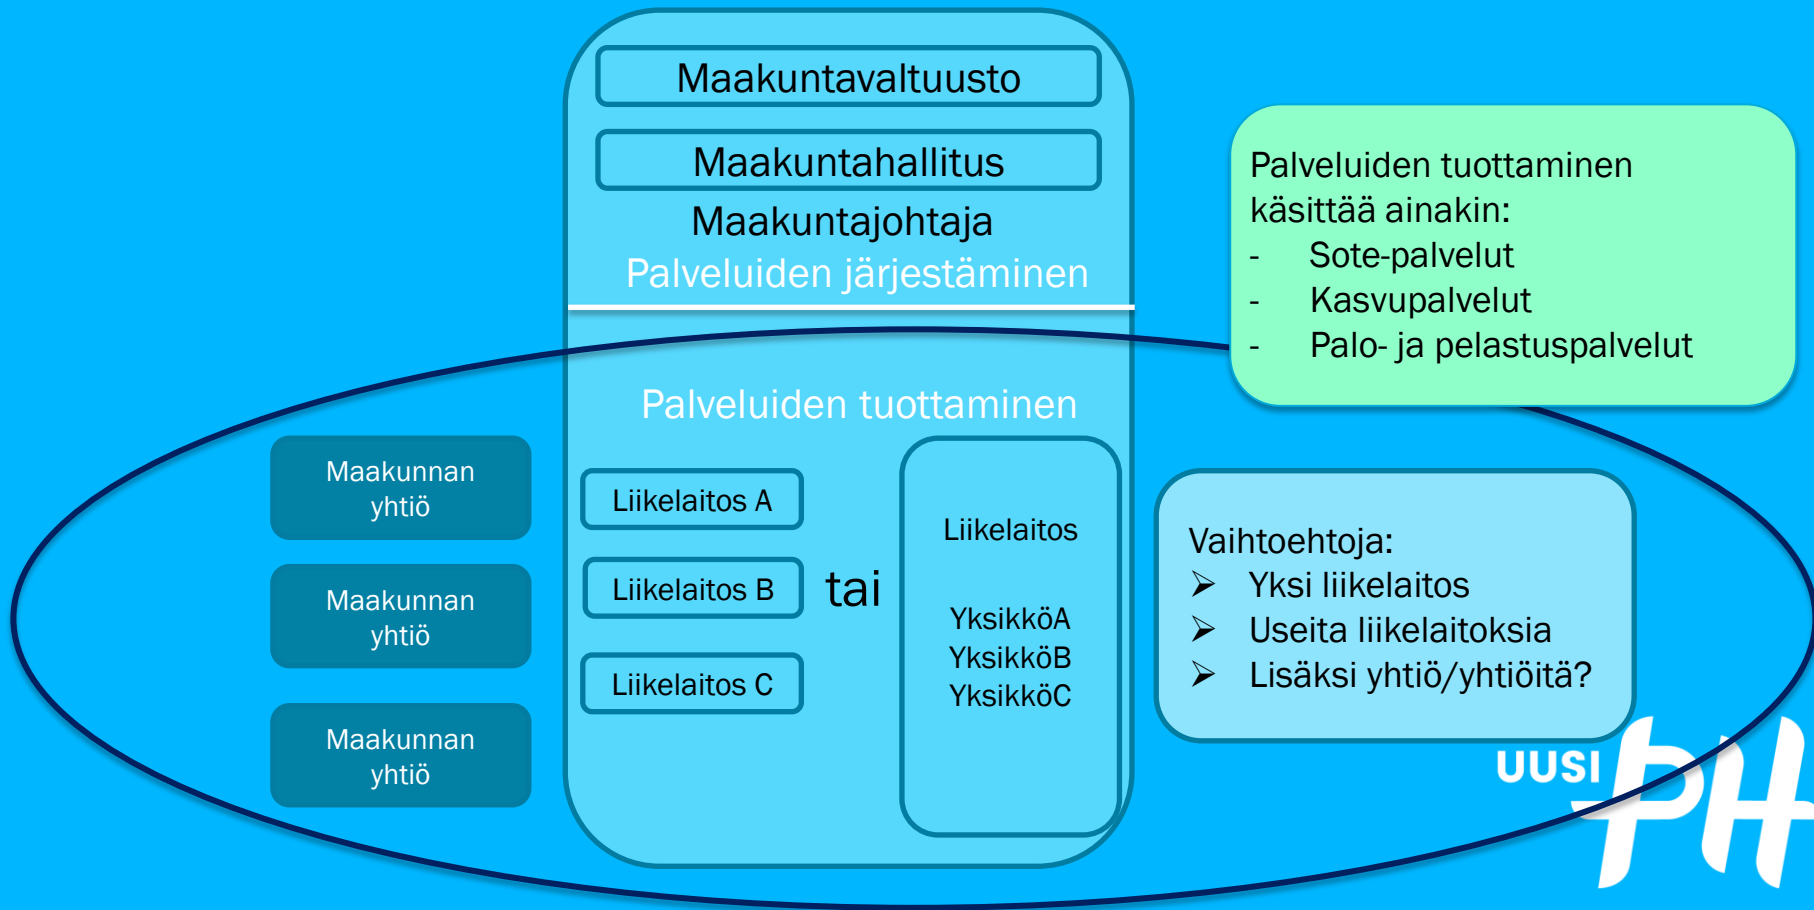 Maakuntavaltuusto
Maakuntahallitus
Maakuntajohtaja
Palveluiden järjestäminen
Palveluiden tuottaminen
käsittää ainakin:
- Sote-palvelut
- Kasvupalvelut
- Palo- ja pelastuspalvelut
Palveluiden tuottaminen
Maakunnan
yhtiö
Maakunnan
yhtiö
Maakunnan
yhtiö
Liikelaitos A
Liikelaitos B
Liikelaitos C
tai
Liikelaitos
YksikköA
YksikköB
YksikköC
Vaihtoehtoja:
➢ Yksi liikelaitos
➢ Useita liikelaitoksia
➢ Lisäksi yhtiö/yhtiöitä?
UUSI
PH